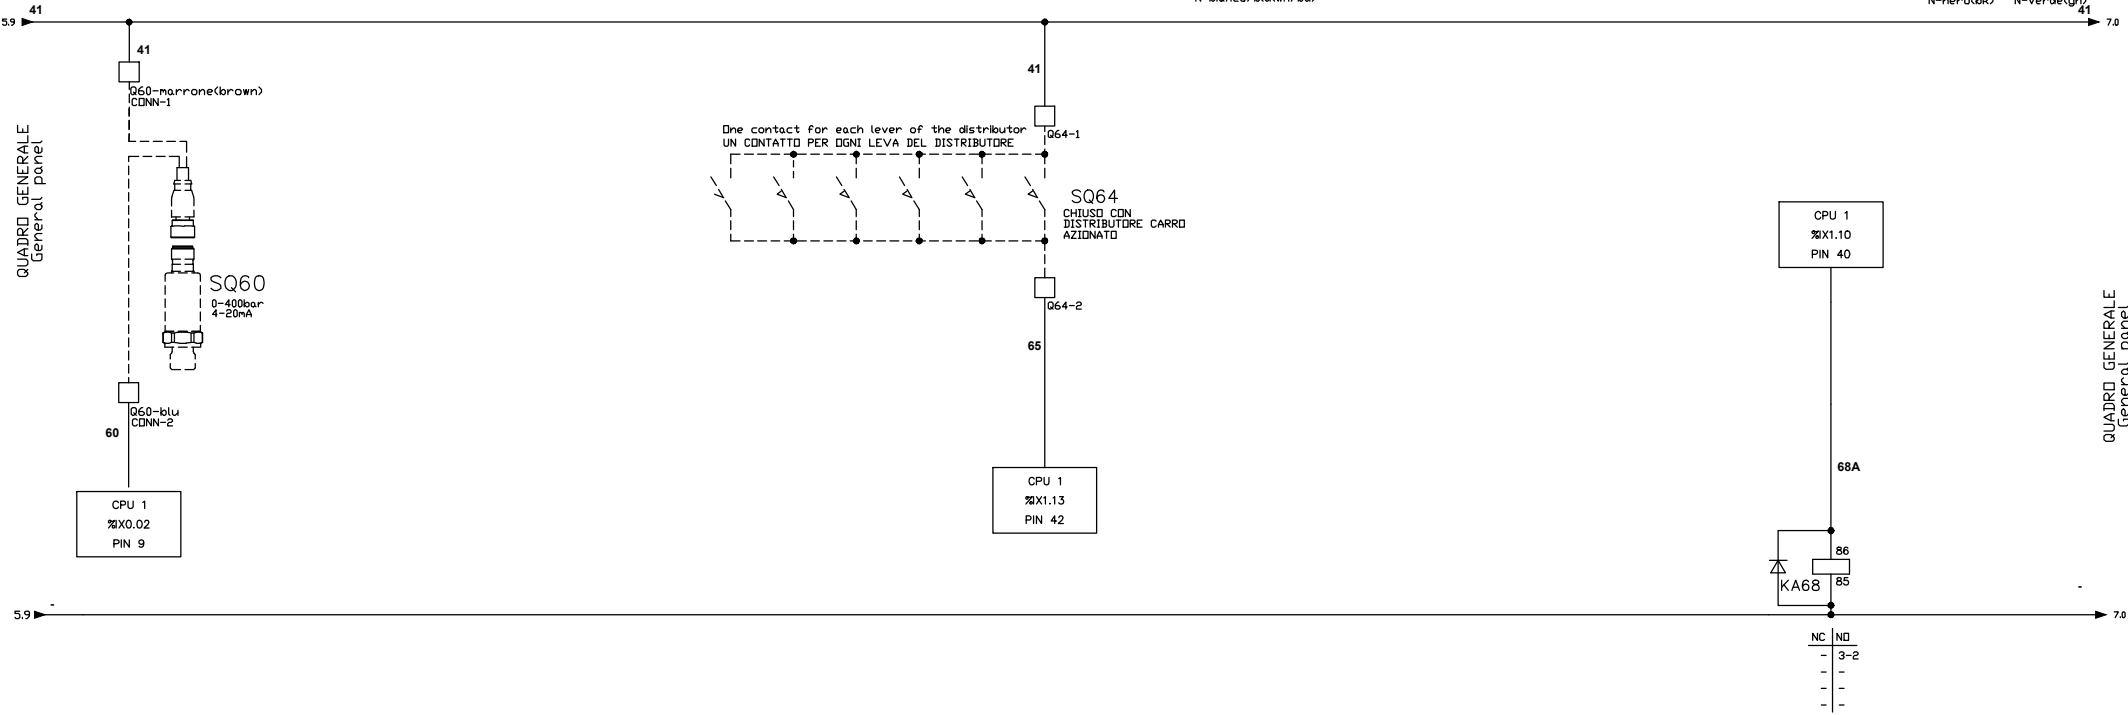 41
5.9
41
7.0
41
Q60-marrone(brown)
CONN-1
QUADRO GENERALE
General panel
SQ60
0-400bar
4-20mA
Q60-blu
CONN-2
60
CPU 1
%IX0.02
PIN 9
41
Q64-1
One contact for each lever of the distributor
UN CONTATTO PER OGNI LEVA DEL DISTRIBUTORE
SQ64
CHIUSO CON
DISTRIBUTORE CARRO
AZIONATO
Q64-2
65
CPU 1
%IX1.13
PIN 42
CPU 1
%IX1.10
PIN 40
68A
86
KA68
85
QUADRO GENERALE
General panel
5.9
-
-
7.0
NC NO
- 3-2
- -
- -
- -